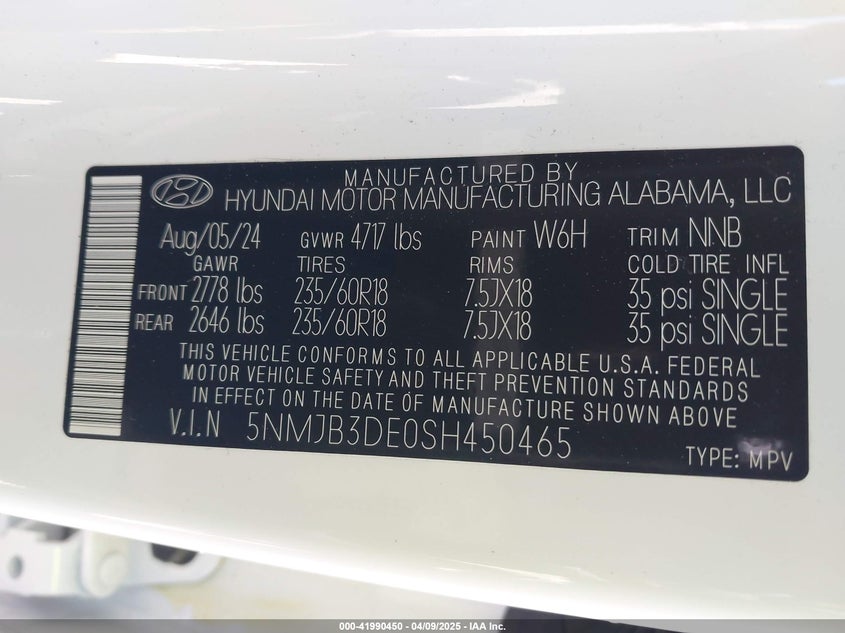 MANUFACTURED BY
HYUNDAI MOTOR MANUFACTURING ALABAMA, LLC
Aug/05/24 GVWR 4717 lbs PAINT W6H TRIM NNB
GAWR TIRES RIMS COLD TIRE INFL
FRONT 2778 lbs 235/60R18 7.5JX18 35 psi SINGLE
REAR 2646 lbs 235/60R18 7.5JX18 35 psi SINGLE
THIS VEHICLE CONFORMS TO ALL APPLICABLE U.S.A. FEDERAL
MOTOR VEHICLE SAFETY AND THEFT PREVENTION STANDARDS
IN EFFECT ON THE DATE OF MANUFACTURE SHOWN ABOVE
V.I.N 5NMJB3DE0SH450465
TYPE: MPV
000-41990450 - 04/09/2025 - IAA Inc.